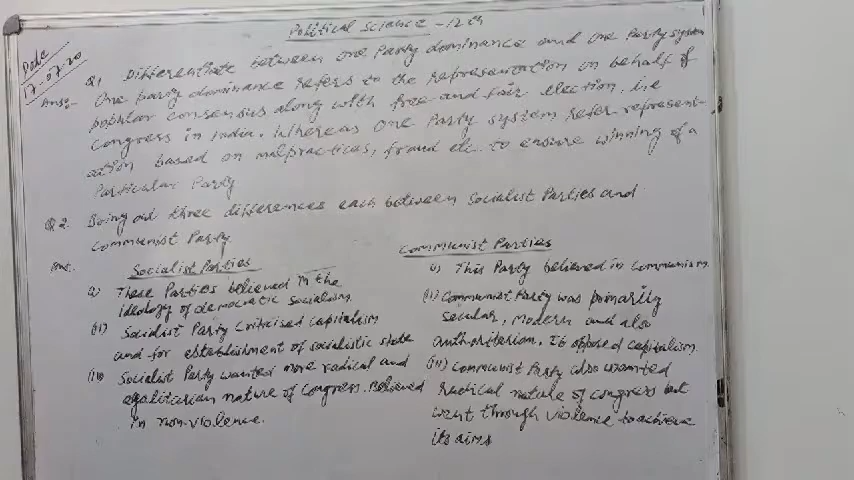 Political Science - 12th
Date
17-07-20
Q1 Differentiate between one Party dominance and one Party system
Ans:- One party dominance refers to the representation on behalf of
popular consensus along with free and fair election, i.e
Congress in India. Whereas One Party system refer represent-
ation based on malpractices, fraud etc. to ensure winning of a
Particular Party
Q2. Bring out three differences each between Socialist Parties and
Communist Party.
Ans.
Socialist Parties
i) These Parties believed in the
ideology of democratic socialism
(ii) Socialist Party Criticised capitalism
and for establishment of socialistic state
(iii) Socialist Party wanted more radical and
egalitarian nature of Congress. Believed
in non-violence.
Communist Parties
i) This Party believed in Communism.
(ii) Communist Party was primarily
secular, modern and also
authoritarian. It opposed capitalism.
(iii) Communist Party also wanted
radical nature of congress but
went through violence to achieve
its aims